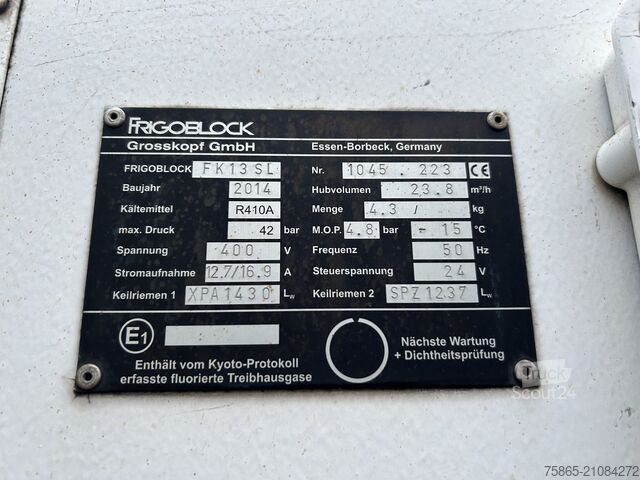 FRIGOBLOCK
Grosskopf GmbH Essen-Borbeck, Germany
FRIGOBLOCK FK13SL Nr. 1045 . 223 CE
Baujahr 2014 Hubvolumen 23.8 m³/h
Kältemittel R410A Menge 4.3 / kg
max. Druck 42 bar M.O.P. 4.8 bar - 15 °C
Spannung 400 V Frequenz 50 Hz
Stromaufnahme 12.7/16.9 A Steuerspannung 24 V
Keilriemen 1 XPA1430 Lw Keilriemen 2 SPZ1237 Lw
E1
Nächste Wartung
+ Dichtheitsprüfung
Enthält vom Kyoto-Protokoll
erfasste fluorierte Treibhausgase
Truck
Scout24
75865-21084272